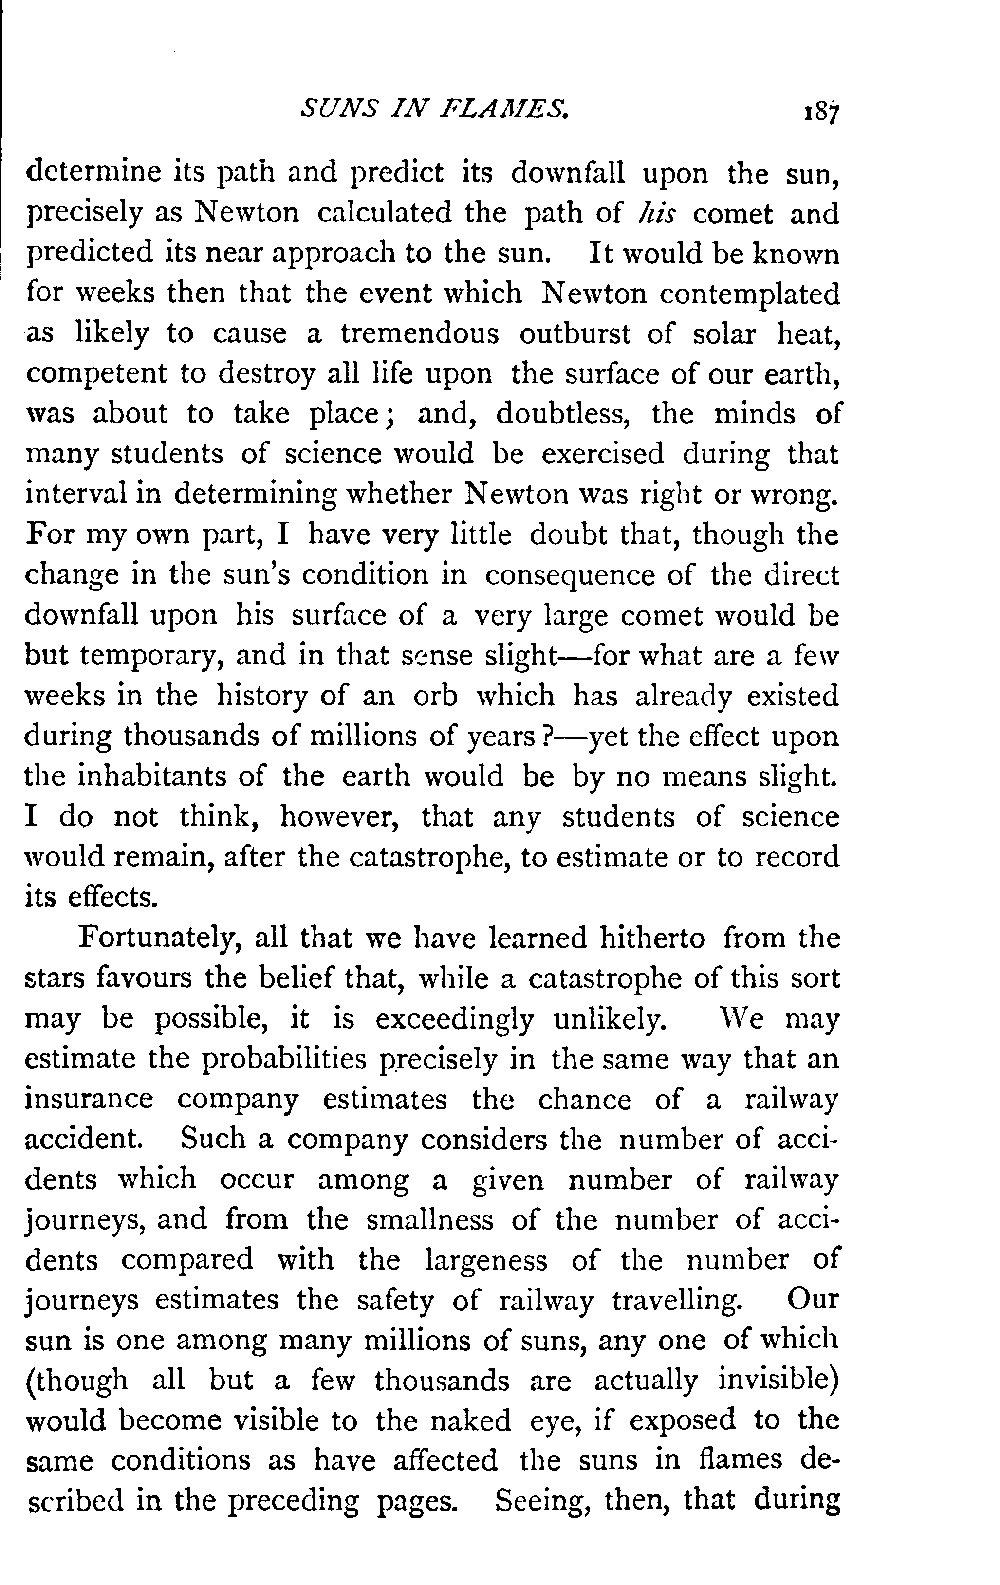 SUNS IN FLAMES. 187
determine its path and predict its downfall upon the sun,
precisely as Newton calculated the path of his comet and
predicted its near approach to the sun. It would be known
for weeks then that the event which Newton contemplated
as likely to cause a tremendous outburst of solar heat,
competent to destroy all life upon the surface of our earth,
was about to take place; and, doubtless, the minds of
many students of science would be exercised during that
interval in determining whether Newton was right or wrong.
For my own part, I have very little doubt that, though the
change in the sun's condition in consequence of the direct
downfall upon his surface of a very large comet would be
but temporary, and in that sense slight—for what are a few
weeks in the history of an orb which has already existed
during thousands of millions of years?—yet the effect upon
the inhabitants of the earth would be by no means slight.
I do not think, however, that any students of science
would remain, after the catastrophe, to estimate or to record
its effects.
Fortunately, all that we have learned hitherto from the
stars favours the belief that, while a catastrophe of this sort
may be possible, it is exceedingly unlikely. We may
estimate the probabilities precisely in the same way that an
insurance company estimates the chance of a railway
accident. Such a company considers the number of acci-
dents which occur among a given number of railway
journeys, and from the smallness of the number of acci-
dents compared with the largeness of the number of
journeys estimates the safety of railway travelling. Our
sun is one among many millions of suns, any one of which
(though all but a few thousands are actually invisible)
would become visible to the naked eye, if exposed to the
same conditions as have affected the suns in flames de-
scribed in the preceding pages. Seeing, then, that during